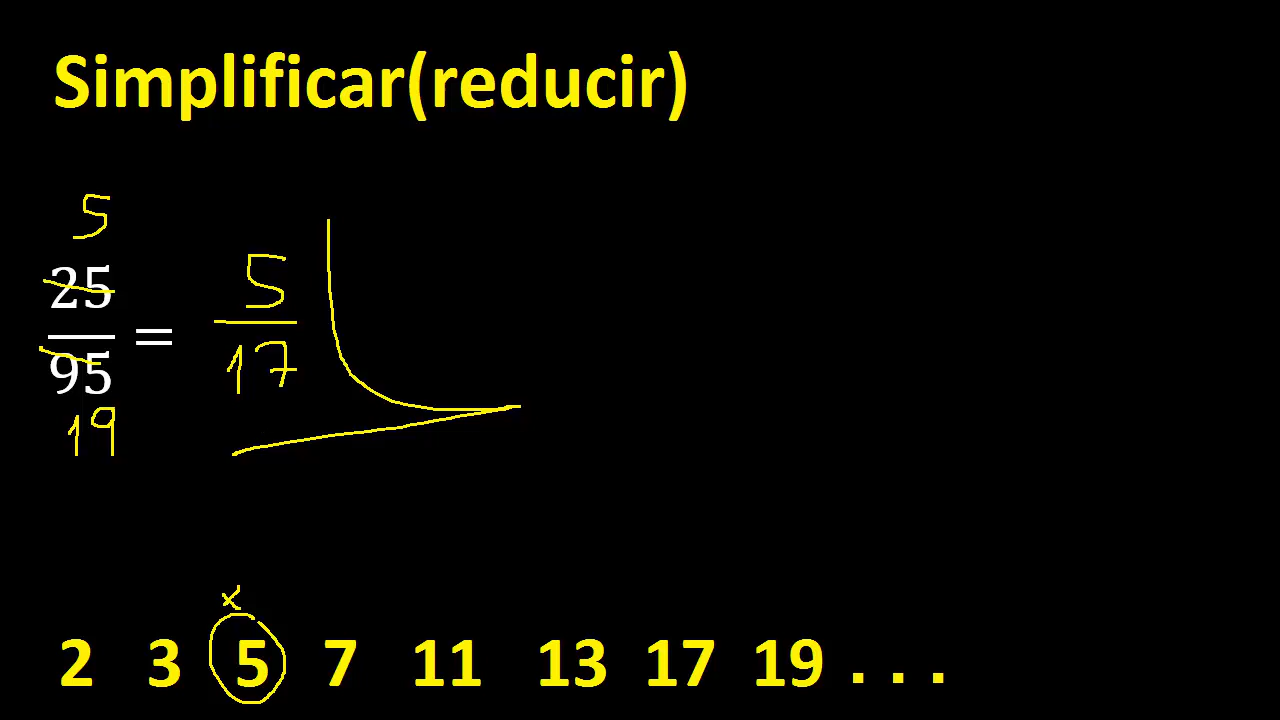 Simplificar(reducir)
5
25
95
19
=
5
17
x
2 3 5 7 11 13 17 19 . . .